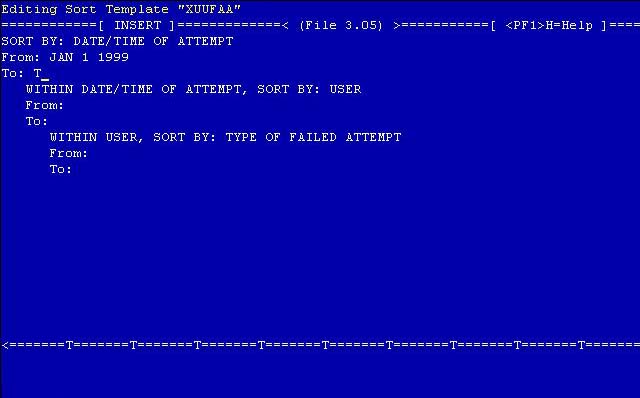 Editing Sort Template "XUUFAA"
============[ INSERT ]=============< (File 3.05) >===========[ <PF1>H=Help ]====
SORT BY: DATE/TIME OF ATTEMPT
From: JAN 1 1999
To: T_
   WITHIN DATE/TIME OF ATTEMPT, SORT BY: USER
   From:
   To:
      WITHIN USER, SORT BY: TYPE OF FAILED ATTEMPT
      From:
      To:
<=======T=======T=======T=======T=======T=======T=======T=======T=======T=======